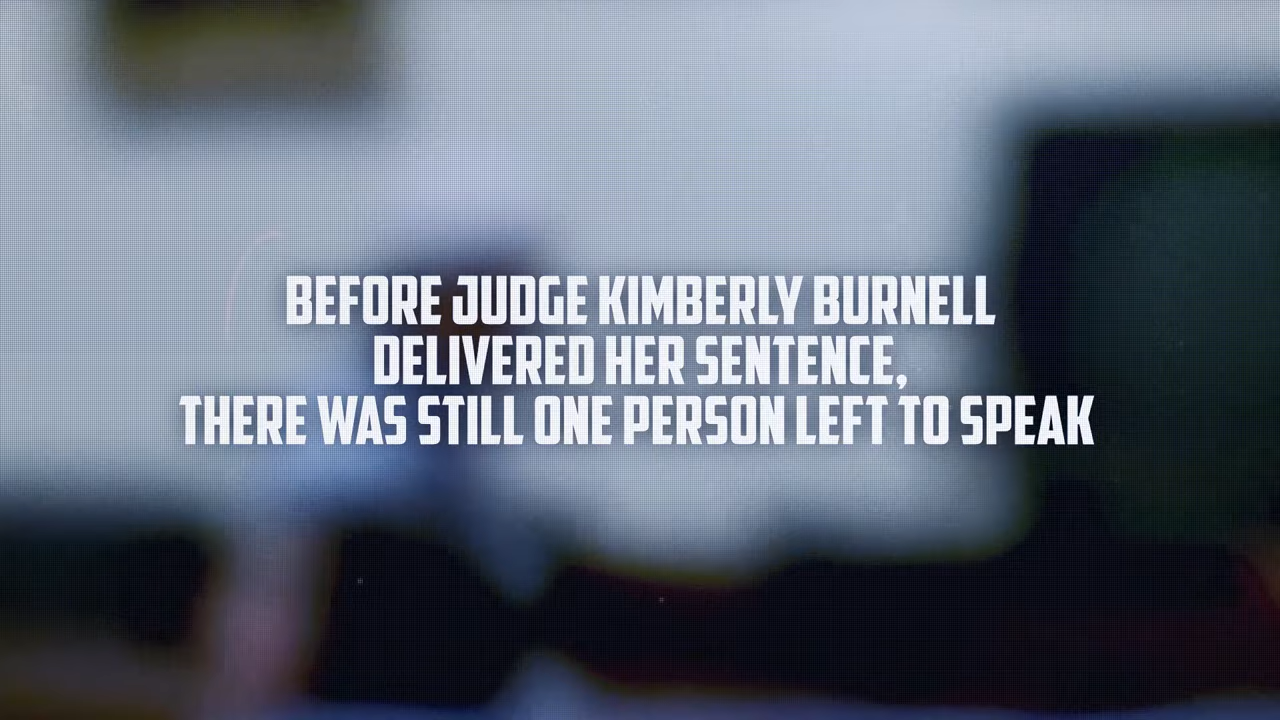 BEFORE JUDGE KIMBERLY BURNELL
DELIVERED HER SENTENCE,
THERE WAS STILL ONE PERSON LEFT TO SPEAK